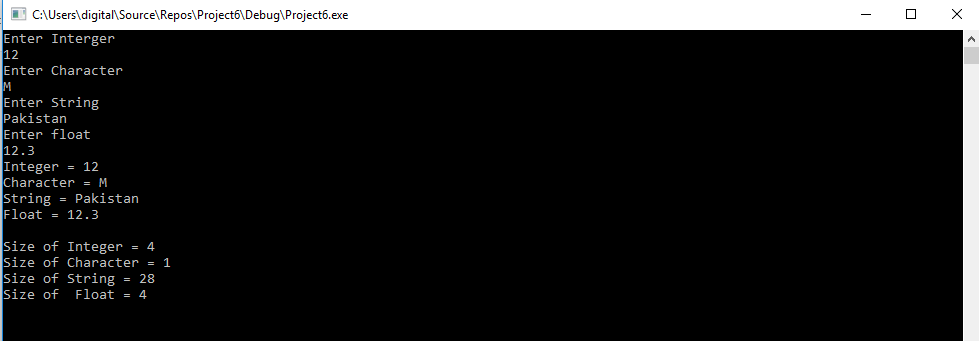 C:\Users\digital\Source\Repos\Project6\Debug\Project6.exe
Enter Interger
12
Enter Character
M
Enter String
Pakistan
Enter float
12.3
Integer = 12
Character = M
String = Pakistan
Float = 12.3
Size of Integer = 4
Size of Character = 1
Size of String = 28
Size of  Float = 4